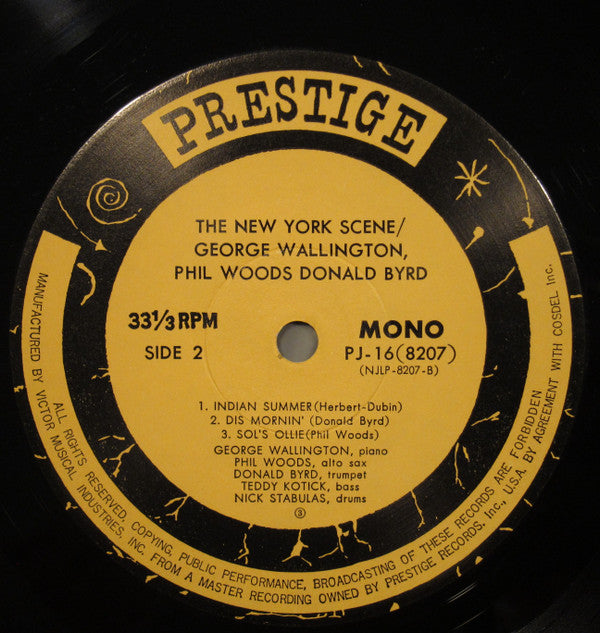 PRESTIGE
THE NEW YORK SCENE/
GEORGE WALLINGTON,
PHIL WOODS DONALD BYRD
33⅓ RPM
SIDE 2
MONO
PJ-16(8207)
(NJLP-8207-B)
1. INDIAN SUMMER (Herbert-Dubin)
2. DIS MORNIN' (Donald Byrd)
3. SOL'S OLLIE (Phil Woods)
GEORGE WALLINGTON, piano
PHIL WOODS, alto sax
DONALD BYRD, trumpet
TEDDY KOTICK, bass
NICK STABULAS, drums
③
ALL RIGHTS RESERVED, COPYING, PUBLIC PERFORMANCE, BROADCASTING OF THESE RECORDS ARE FORBIDDEN
MANUFACTURED BY VICTOR MUSICAL INDUSTRIES, INC. FROM A MASTER RECORDING OWNED BY PRESTIGE RECORDS, Inc., U.S.A. BY AGREEMENT WITH COSDEL Inc.